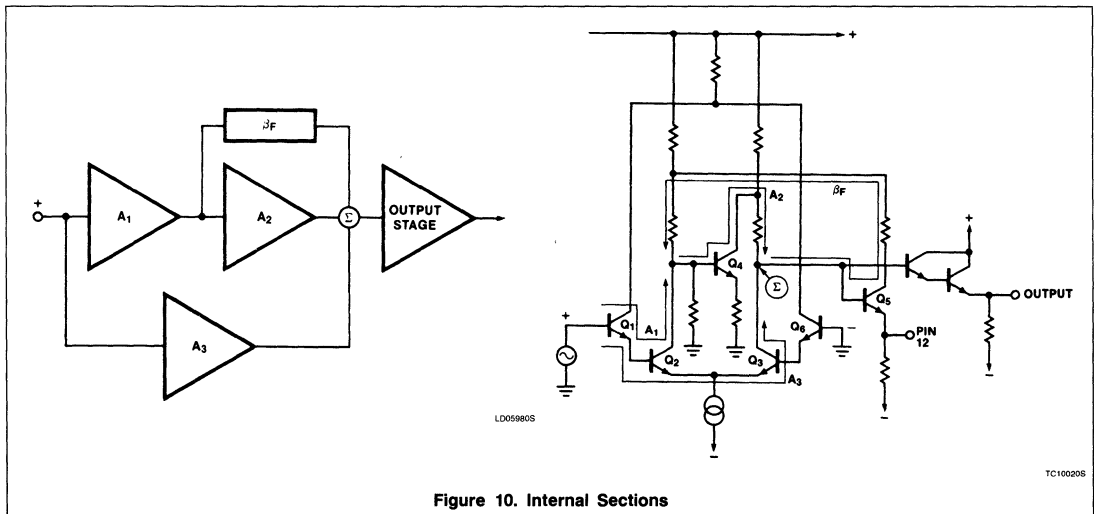 βF
+
A1
A2
Σ
OUTPUT
STAGE
A3
LD05980S
+
βF
A2
+
Q4
Σ
Q5
OUTPUT
+
A1
Q1
Q6
−
PIN
12
Q2
Q3
A3
−
−
−
TC10020S
Figure 10. Internal Sections